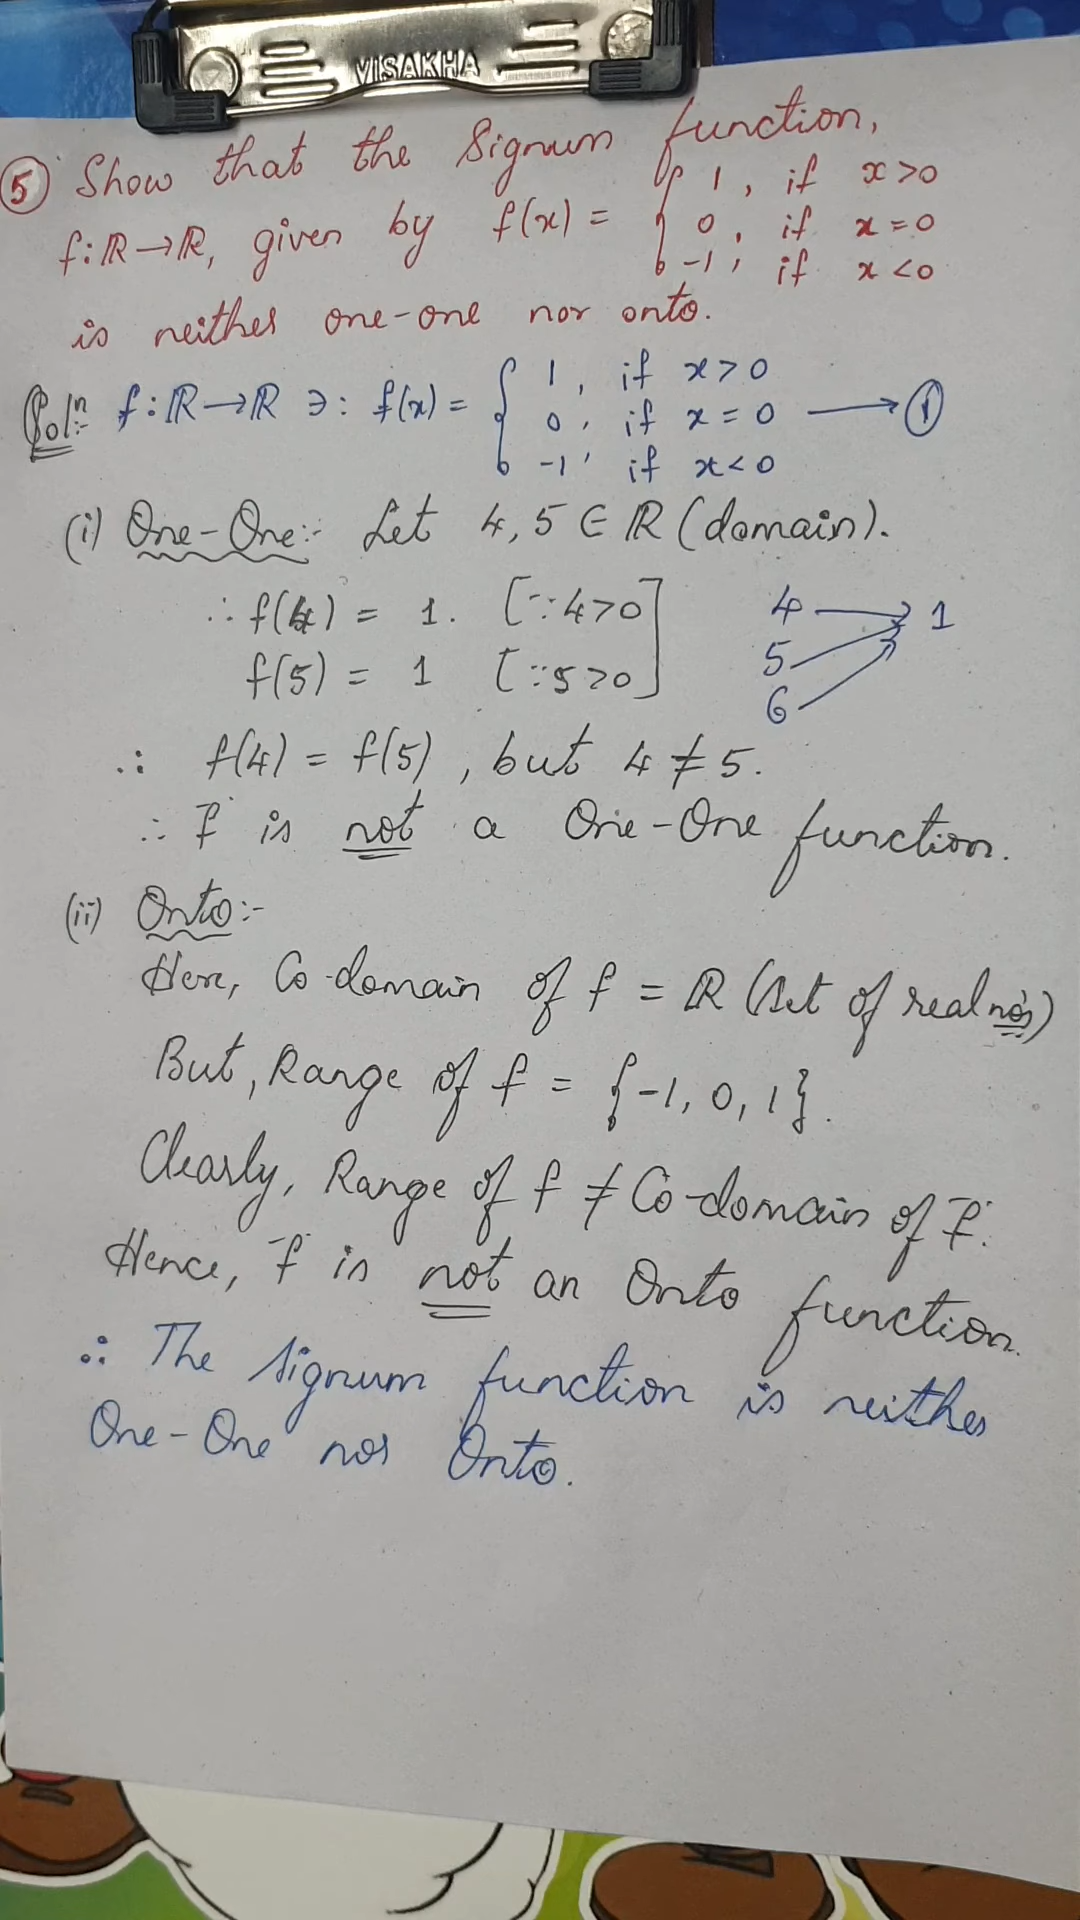 VISAKHA
⑤ Show that the Signum function,
f:ℝ→ℝ, given by f(x) = { 1, if x>0
0, if x=0
-1, if x<0
is neither one-one nor onto.
Solⁿ:- f:ℝ→ℝ ∋: f(x) = { 1, if x>0
0, if x=0 ⟶ ①
-1, if x<0
(i) One-One:- Let 4, 5 ∈ ℝ (domain).
∴ f(4) = 1. [∵ 4>0]
f(5) = 1 [∵ 5>0]
4 → 1
5
6
∴ f(4) = f(5), but 4 ≠ 5.
∴ f is not a One-One function.
(ii) Onto:-
Here, Co-domain of f = ℝ (set of real nos)
But, Range of f = {-1, 0, 1}.
Clearly, Range of f ≠ Co-domain of f.
Hence, f is not an Onto function.
∴ The signum function is neither
One-One nor Onto.